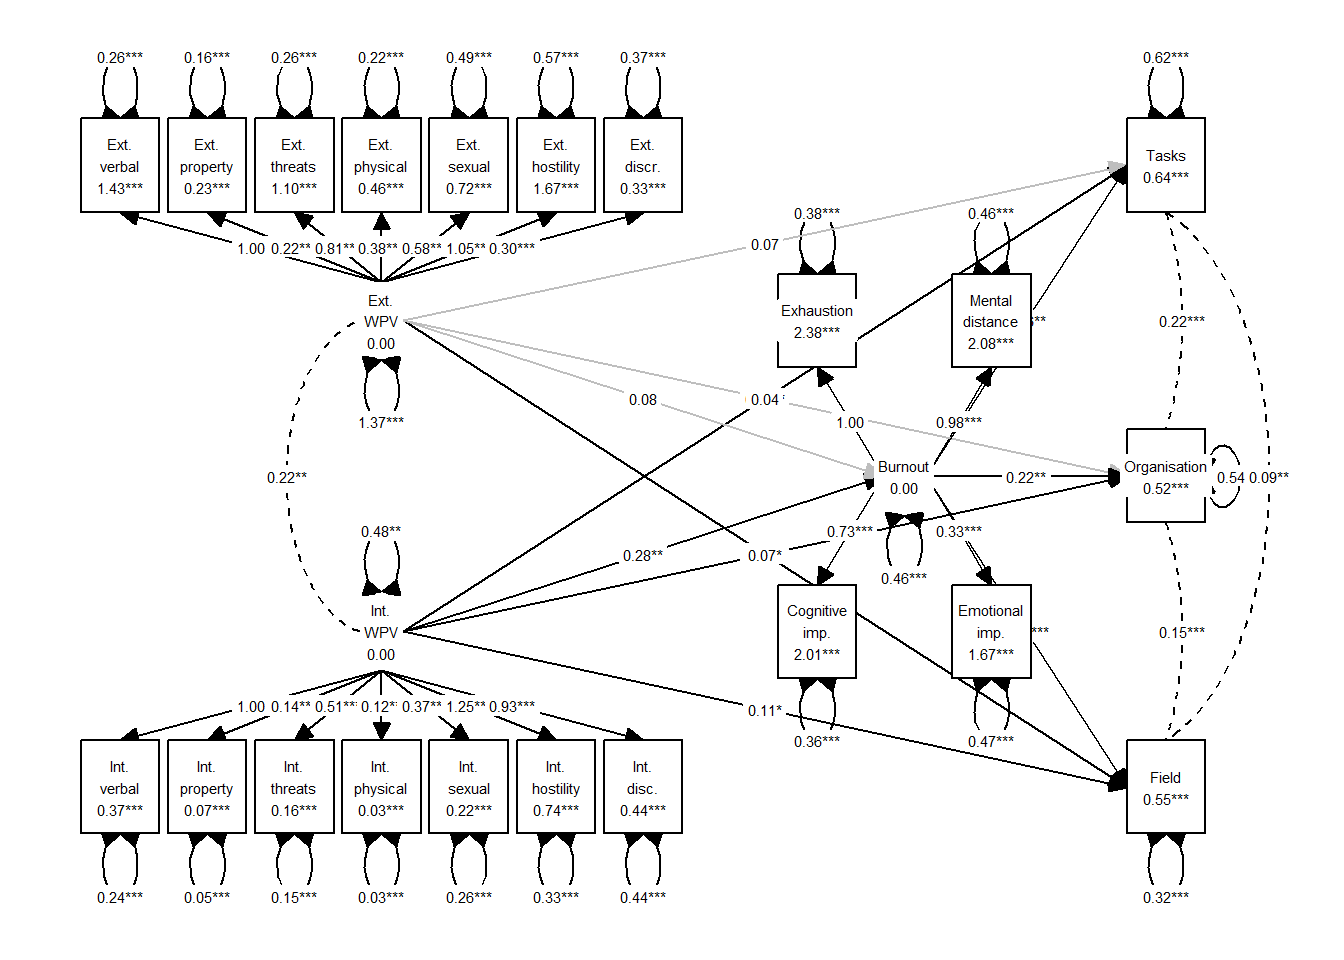 0.26*** 0.16*** 0.26*** 0.22*** 0.49*** 0.57*** 0.37*** 0.62***
Ext. Ext. Ext. Ext. Ext. Ext. Ext. Tasks
verbal property threats physical sexual hostility discr. 0.64***
1.43*** 0.23*** 1.10*** 0.46*** 0.72*** 1.67*** 0.33***
0.38*** 0.46***
1.00 0.22** 0.81** 0.38** 0.58** 1.05** 0.30*** 0.07
Ext. Exhaustion Mental
WPV 2.38*** distance ** 0.22***
0.00 2.08***
0.08 0.04
1.37*** 1.00 0.98***
Burnout Organisation
0.22** 0.00 0.22** 0.52*** 0.54 0.09**
0.48** 0.73*** 0.33***
0.28** 0.07*
0.46***
Int. Cognitive Emotional
WPV imp. imp. *** 0.15***
0.00 2.01*** 1.67***
1.00 0.14** 0.51** 0.12* 0.37** 1.25** 0.93*** 0.11*
0.36*** 0.47***
Int. Int. Int. Int. Int. Int. Int. Field
verbal property threats physical sexual hostility disc. 0.55***
0.37*** 0.07*** 0.16*** 0.03*** 0.22*** 0.74*** 0.44***
0.24*** 0.05*** 0.15*** 0.03*** 0.26*** 0.33*** 0.44*** 0.32***